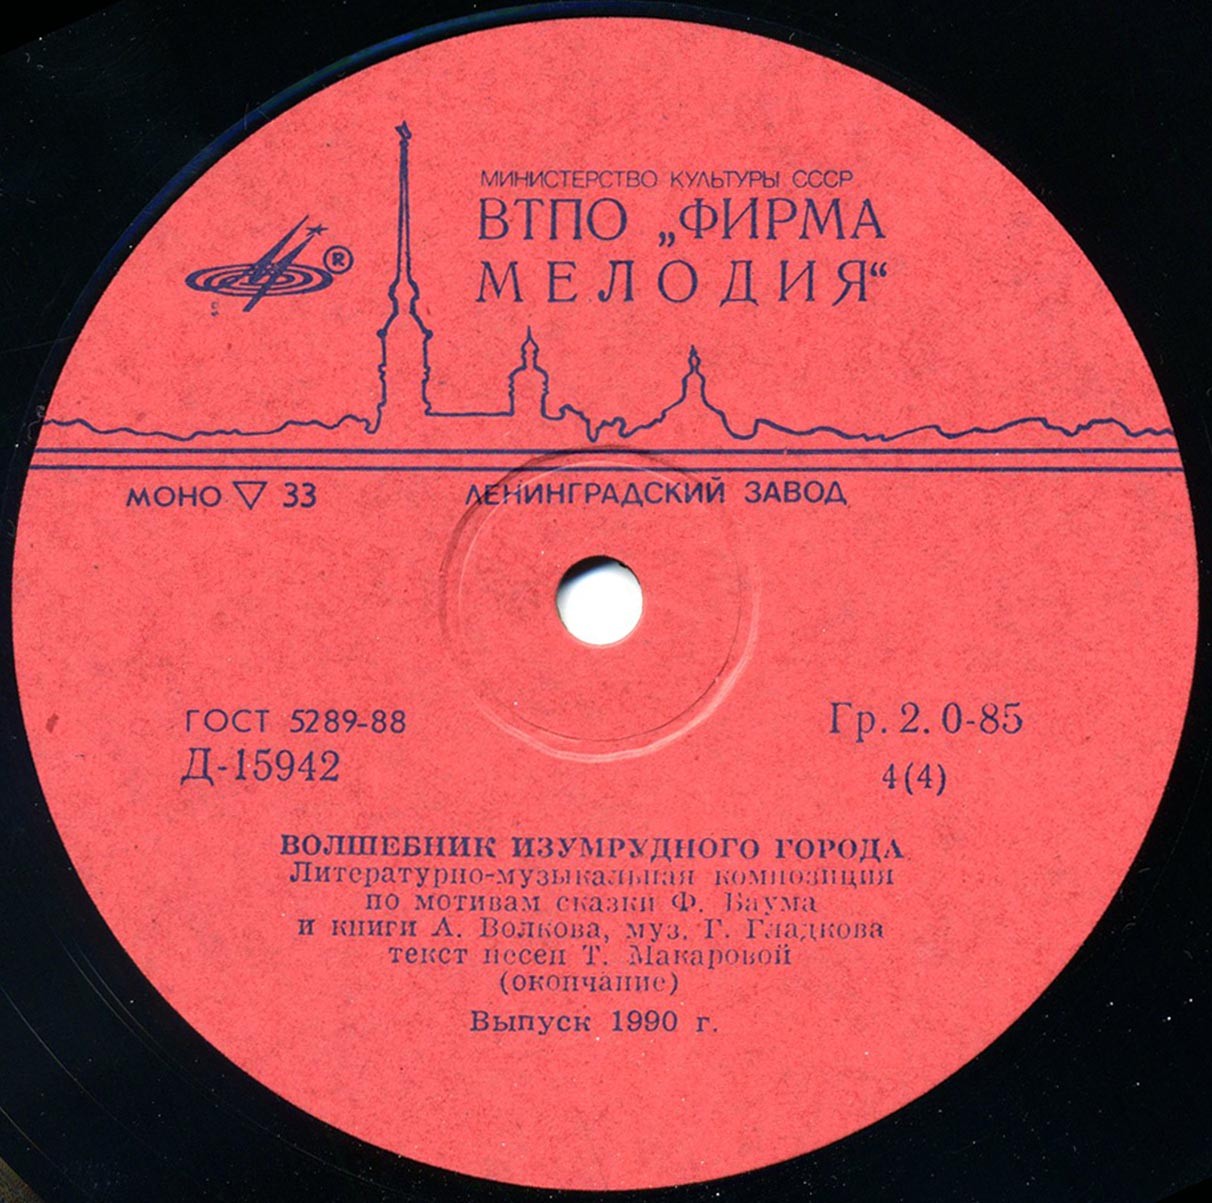 МИНИСТЕРСТВО КУЛЬТУРЫ СССР
ВТПО „ФИРМА
МЕЛОДИЯ“
®
МОНО ▽ 33
ЛЕНИНГРАДСКИЙ ЗАВОД
ГОСТ 5289-88
Гр. 2. 0-85
Д-15942
4(4)
ВОЛШЕБНИК ИЗУМРУДНОГО ГОРОДА
Литературно-музыкальная композиция
по мотивам сказки Ф. Баума
и книги А. Волкова, муз. Г. Гладкова
текст песен Т. Макаровой
(окончание)
Выпуск 1990 г.